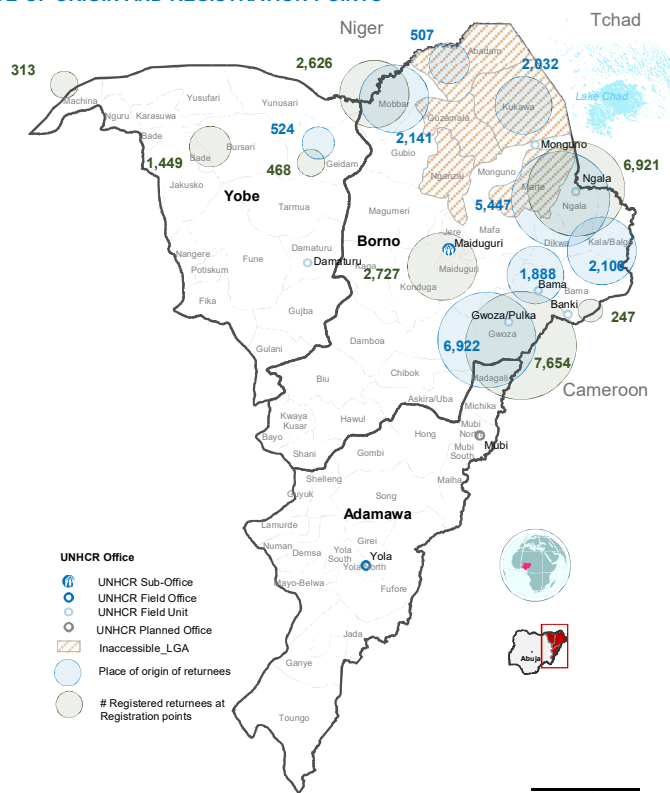 E OF ORIGIN AND REGISTRATION POINTS
Tchad
Niger
507
Abadam
2,626
2,032
313
Machina
Yusufari
Mobbar
Kukawa
Lake Chad
Nguru
Karasuwa
Yunusari
Guzamala
Bade
524
2,141
Monguno
Bursari
Gubio
1,449
Bade
468
Geidam
Nganzai
Monguno
6,921
Ngala
Jakusko
Marte
Yobe
5,447
Ngala
Tarmua
Magumeri
Jere
Mafa
Borno
Maiduguri
Dikwa
Kala/Balge
Nangere
Damaturu
Fune
Damaturu
Kaga
2,727
Maiduguri
1,888
2,100
Potiskum
Konduga
Bama
Bama
Fika
Gujba
Gwoza/Pulka
Banki
247
6,922
Gwoza
7,654
Gulani
Damboa
Chibok
Madagali
Cameroon
Biu
Askira/Uba
Michika
Kwaya
Kusar
Hawul
Hong
Mubi
North
Mubi
Bayo
Mubi
South
Shani
Gombi
Shelleng
Maiha
Guyuk
Song
Adamawa
Lamurde
Girei
Numan
Demsa
Yola
South
Yola
Yola North
UNHCR Office
Mayo-Belwa
Fufore
UNHCR Sub-Office
UNHCR Field Office
UNHCR Field Unit
UNHCR Planned Office
Jada
Inaccessible_LGA
Ganye
Abuja
Place of origin of returnees
# Registered returnees at
Registration points
Toungo